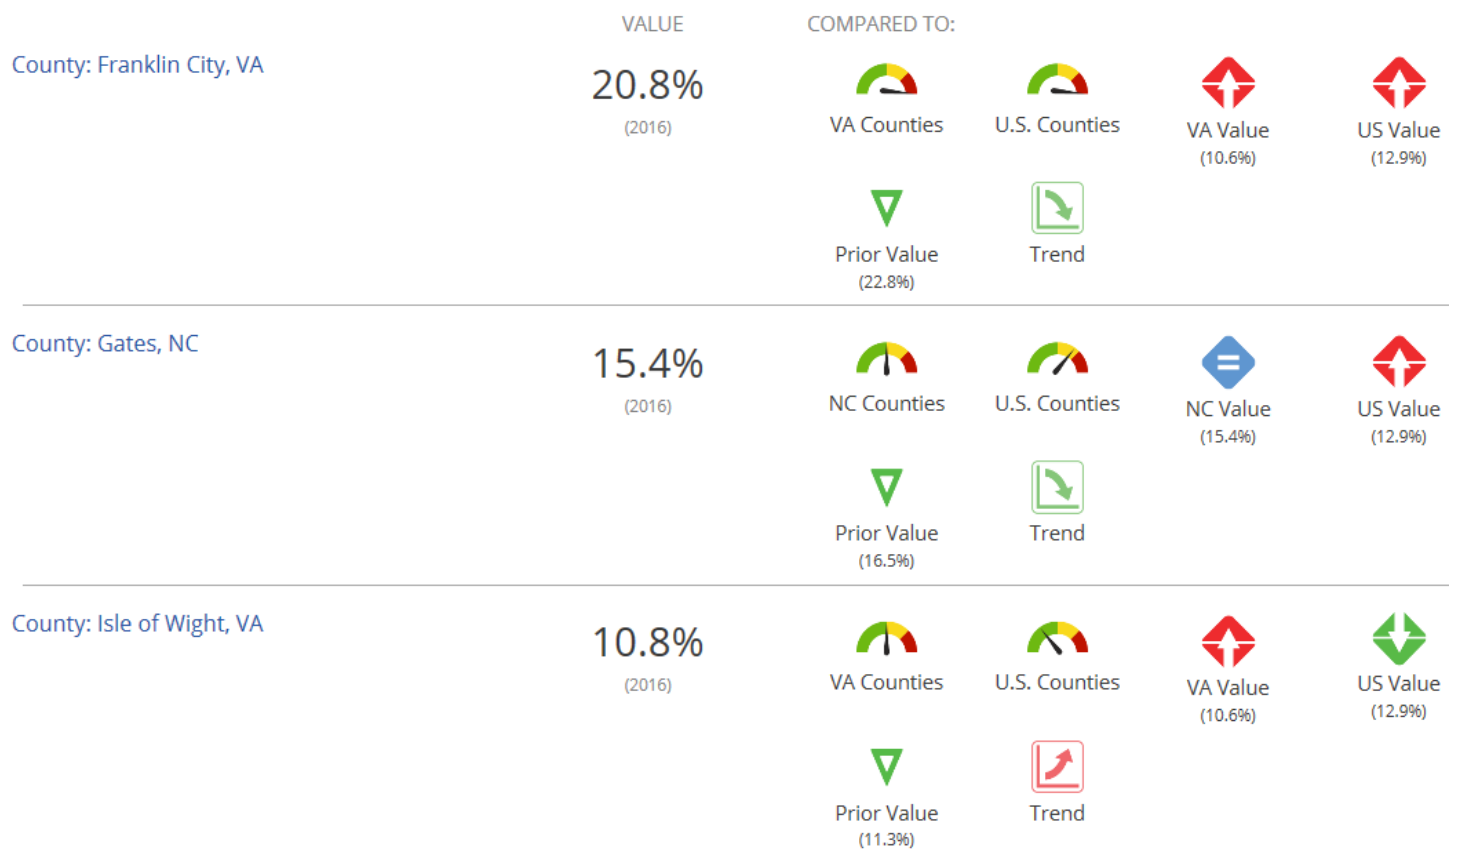 VALUE COMPARED TO:
County: Franklin City, VA
20.8%
(2016)
VA Counties U.S. Counties VA Value US Value
(10.6%) (12.9%)
Prior Value Trend
(22.8%)
County: Gates, NC
15.4%
(2016)
NC Counties U.S. Counties NC Value US Value
(15.4%) (12.9%)
Prior Value Trend
(16.5%)
County: Isle of Wight, VA
10.8%
(2016)
VA Counties U.S. Counties VA Value US Value
(10.6%) (12.9%)
Prior Value Trend
(11.3%)